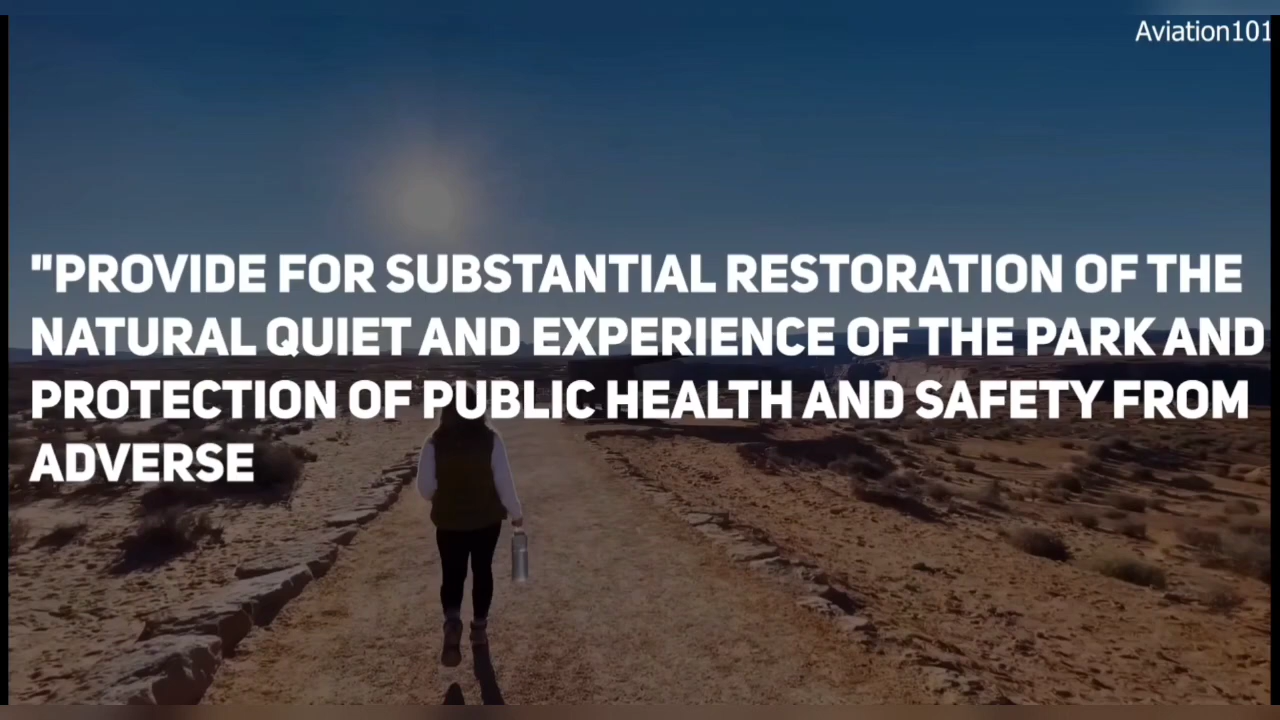 Aviation101
"PROVIDE FOR SUBSTANTIAL RESTORATION OF THE
NATURAL QUIET AND EXPERIENCE OF THE PARK AND
PROTECTION OF PUBLIC HEALTH AND SAFETY FROM
ADVERSE